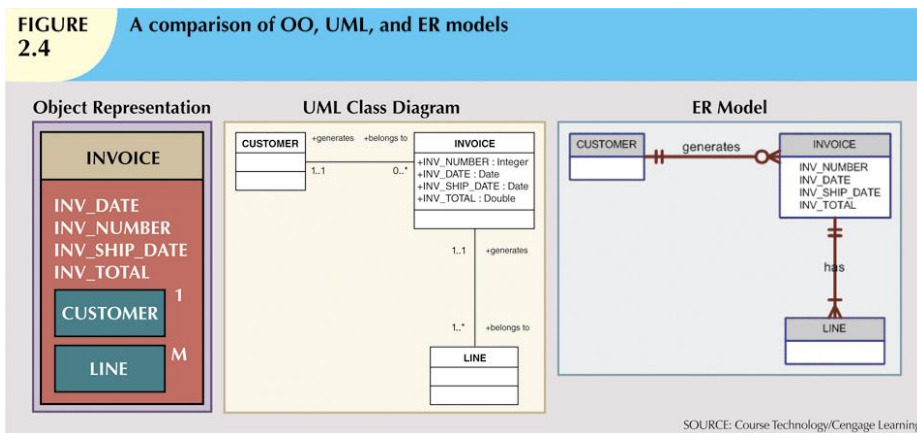 FIGURE
2.4
A comparison of OO, UML, and ER models
Object Representation
INVOICE
INV_DATE
INV_NUMBER
INV_SHIP_DATE
INV_TOTAL
1
CUSTOMER
M
LINE
UML Class Diagram
CUSTOMER
+generates +belongs to
1..1 0..*
INVOICE
+INV_NUMBER : Integer
+INV_DATE : Date
+INV_SHIP_DATE : Date
+INV_TOTAL : Double
1..1 +generates
1..* +belongs to
LINE
ER Model
CUSTOMER
generates
INVOICE
INV_NUMBER
INV_DATE
INV_SHIP_DATE
INV_TOTAL
has
LINE
SOURCE: Course Technology/Cengage Learning